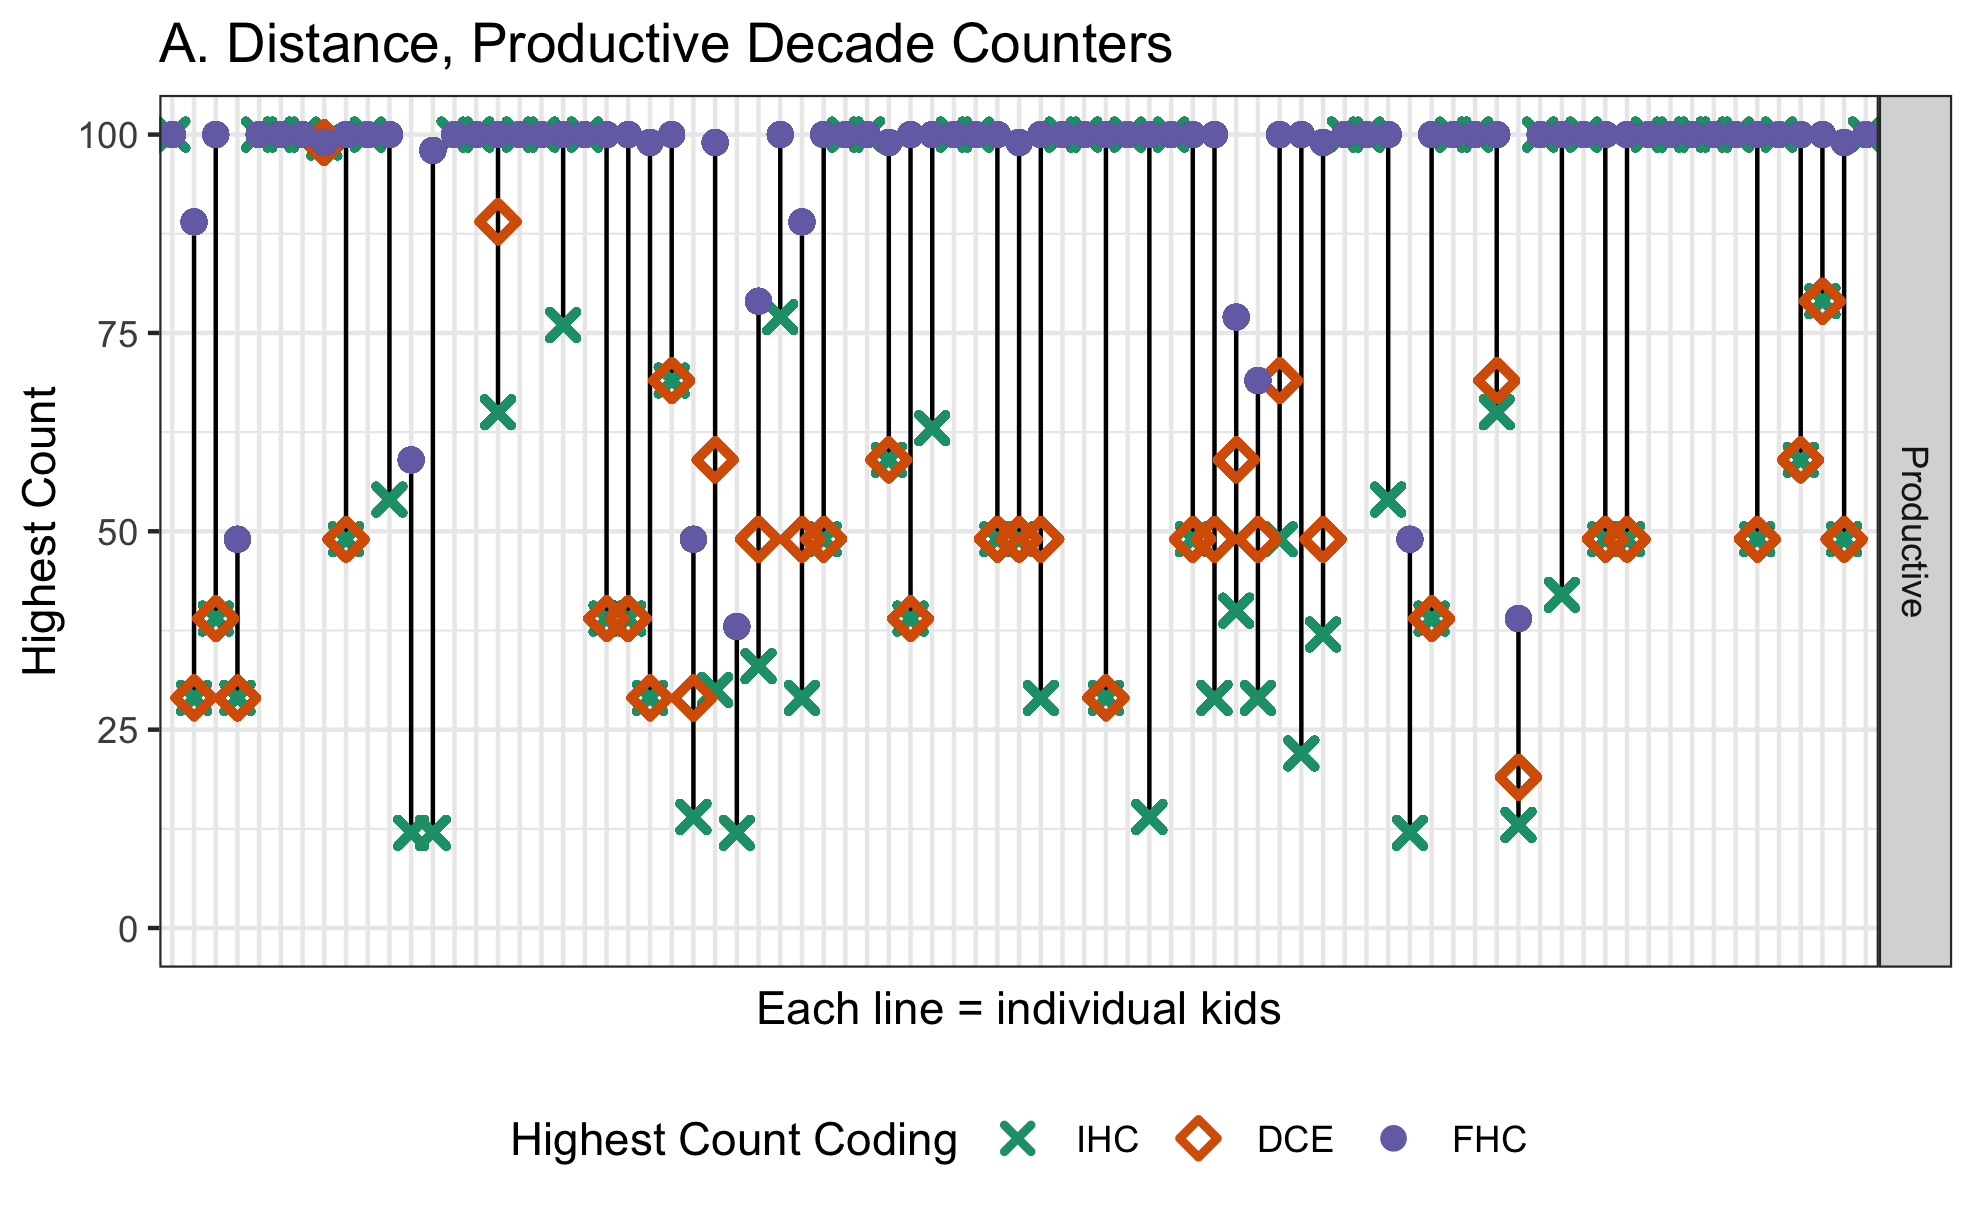 A. Distance, Productive Decade Counters
100
75
50
25
0
Highest Count
Productive
Each line = individual kids
Highest Count Coding IHC DCE FHC